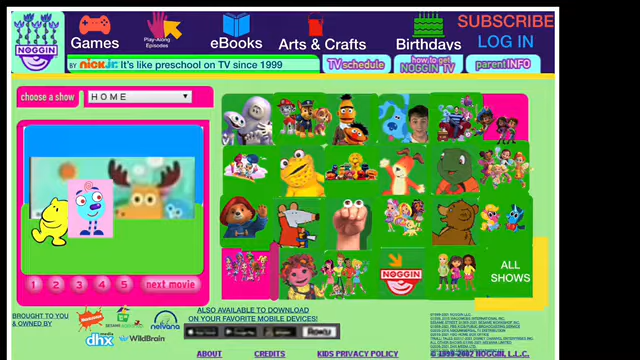 NOGGIN
Games
Play-Along
Episodes
eBooks
Arts & Crafts
Birthdays
SUBSCRIBE
LOG IN
BY nick jr. It's like preschool on TV since 1999
TV schedule
how to get
NOGGIN TV
parent INFO
choose a show
HOME
1 2 3 4 5 next movie
NOGGIN
ALL
SHOWS
BROUGHT TO YOU
& OWNED BY
nelvana
dhx media
WildBrain
ALSO AVAILABLE TO DOWNLOAD
ON YOUR FAVORITE MOBILE DEVICES!
Roku
ABOUT
CREDITS
KIDS PRIVACY POLICY